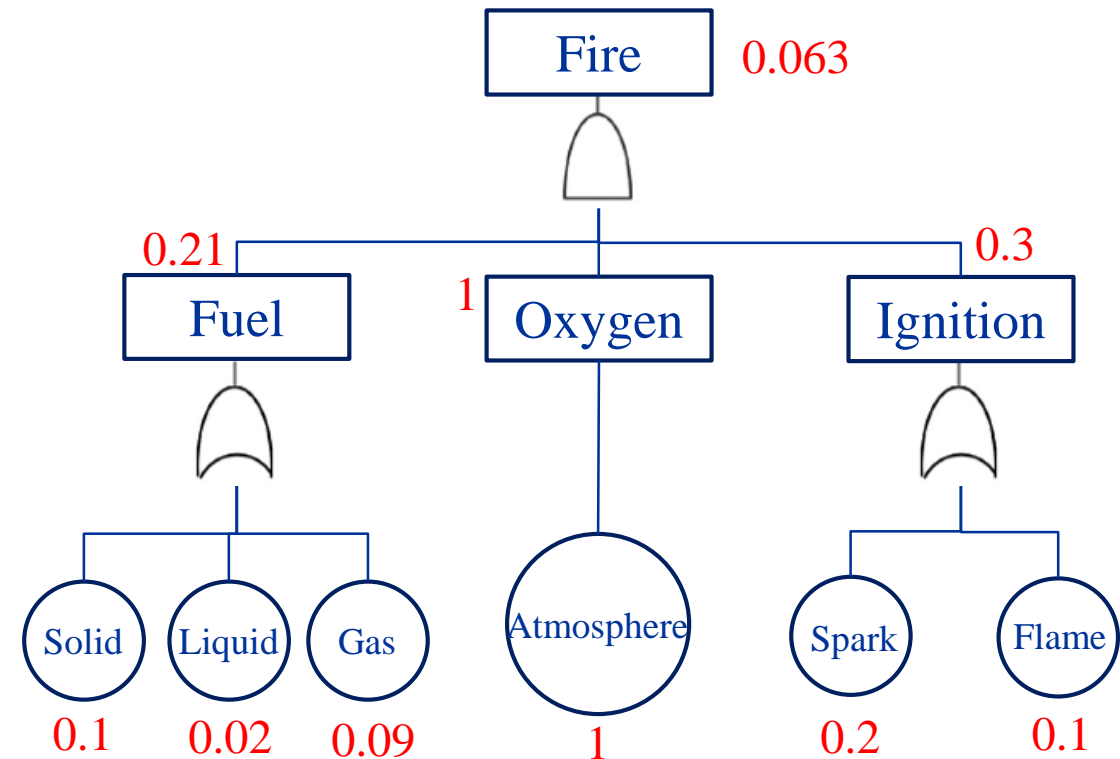 Fire
0.063
0.21
1
0.3
Fuel
Oxygen
Ignition
Solid
Liquid
Gas
Atmosphere
Spark
Flame
0.1
0.02
0.09
1
0.2
0.1